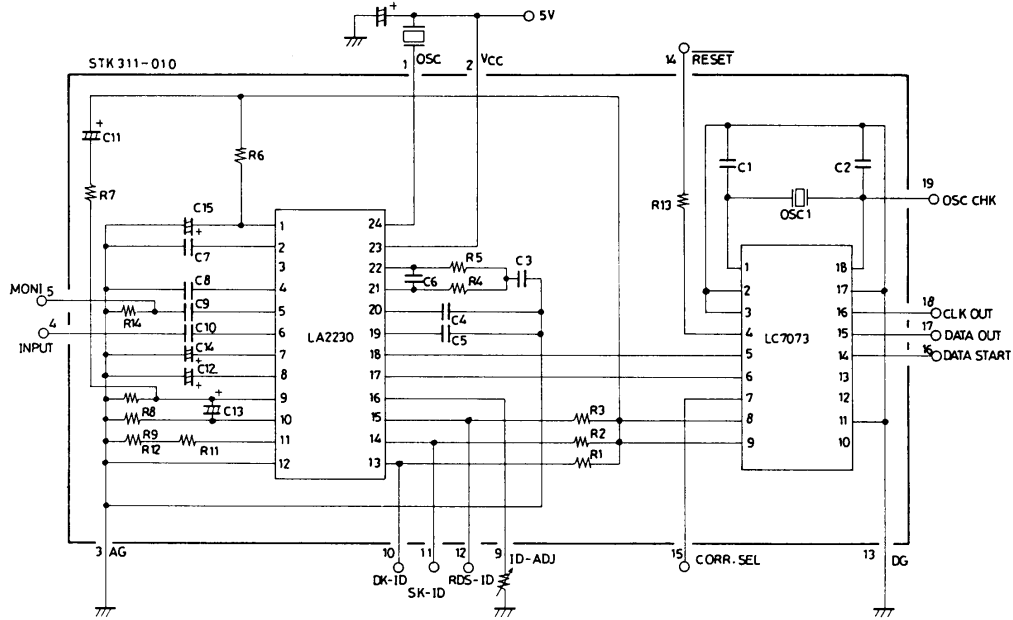 5V
STK311-010
1 OSC
2 VCC
14 RESET
C11
R6
R7
C1
C2
OSC1
R13
19
OSC CHK
C15
C7
C8
C9
R14
C10
C14
C12
R8
C13
R9
R12
R11
MONI 5
4
INPUT
LA2230
1
2
3
4
5
6
7
8
9
10
11
12
24
23
22
21
20
19
18
17
16
15
14
13
R5
C3
C6
R4
C4
C5
R3
R2
R1
LC7073
1
2
3
4
5
6
7
8
9
18
17
16
15
14
13
12
11
10
18
CLK OUT
17
DATA OUT
16
DATA START
3 AG
10
DK-ID
11
SK-ID
12
RDS-ID
9
ID-ADJ
15
CORR.SEL
13
DG